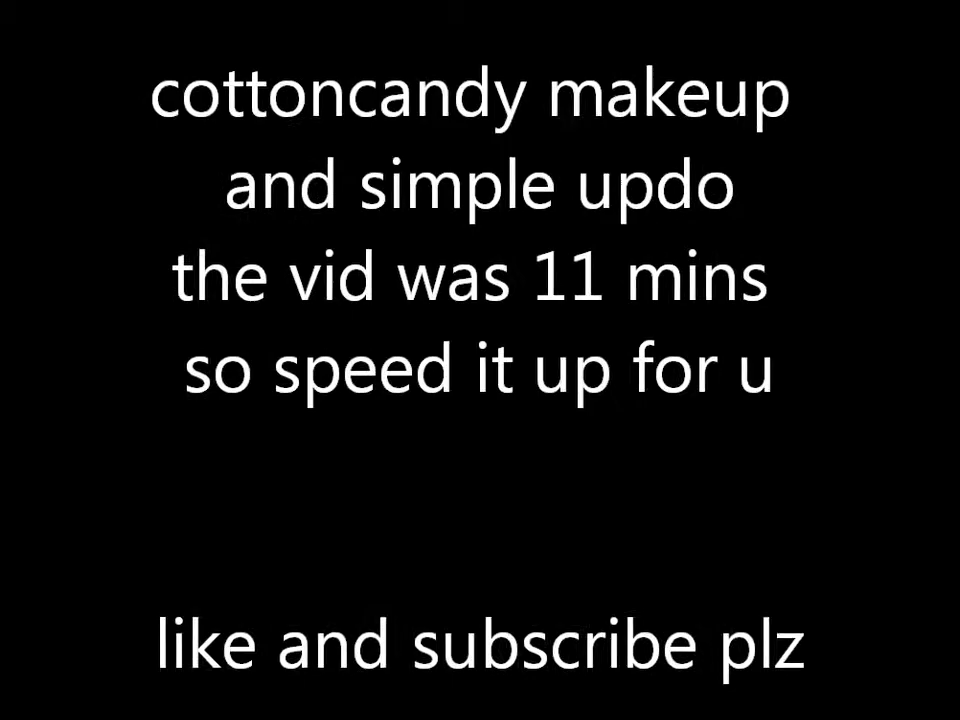 cottoncandy makeup
and simple updo
the vid was 11 mins
so speed it up for u
like and subscribe plz